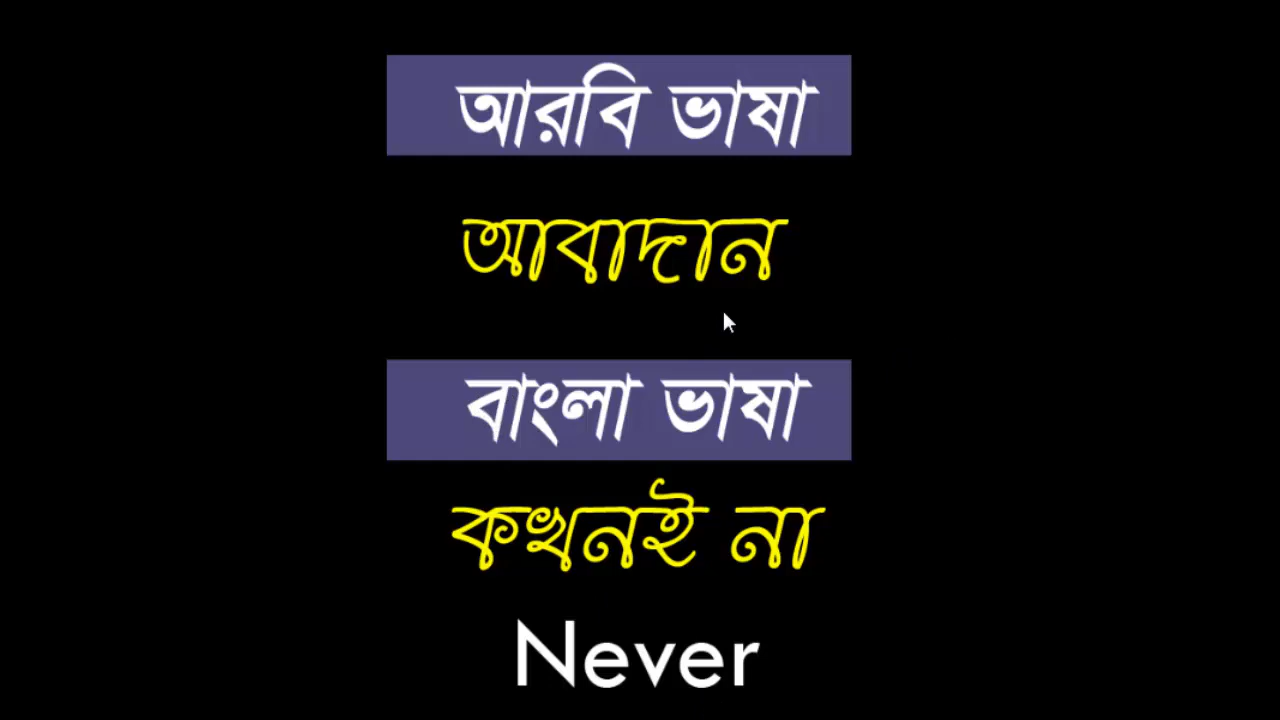 আরবি ভাষা
আবাদান
বাংলা ভাষা
কখনই না
Never